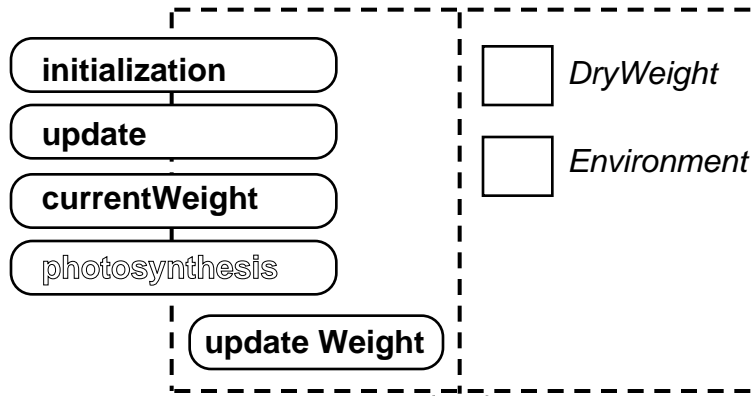 initialization
update
currentWeight
photosynthesis
update Weight
DryWeight
Environment